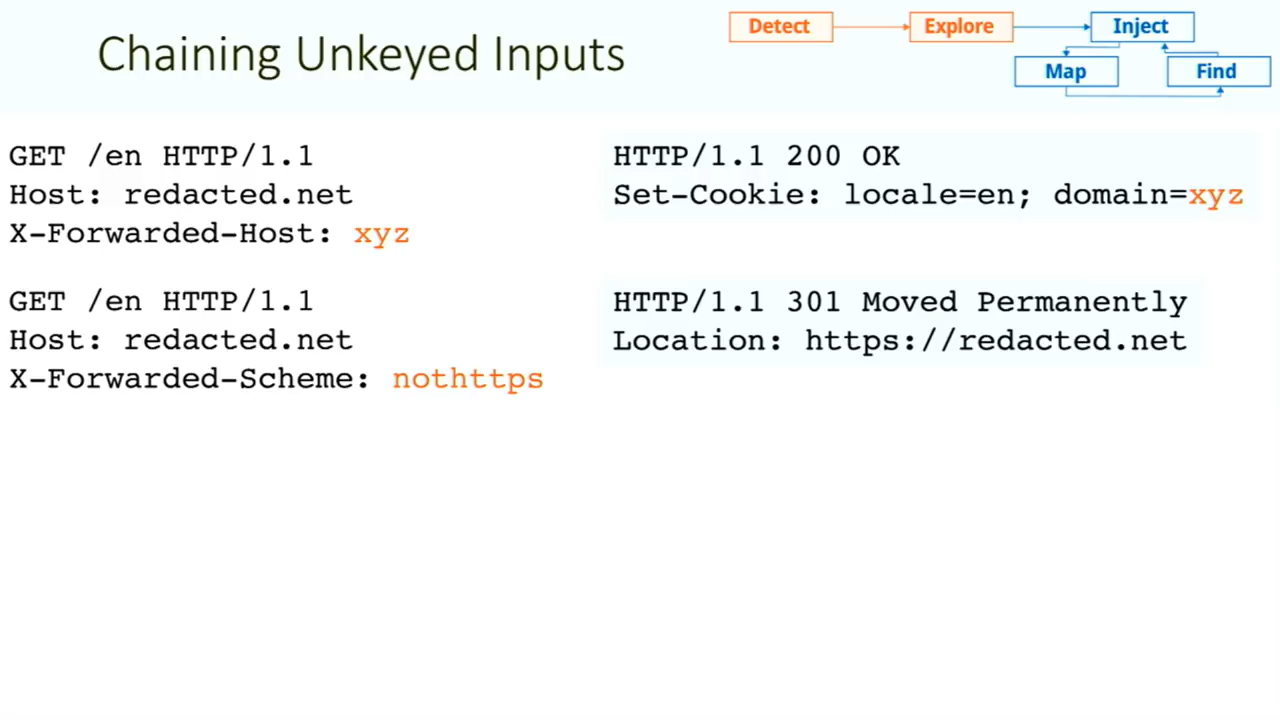 Chaining Unkeyed Inputs
Detect
Explore
Inject
Map
Find
GET /en HTTP/1.1
Host: redacted.net
X-Forwarded-Host: xyz
HTTP/1.1 200 OK
Set-Cookie: locale=en; domain=xyz
GET /en HTTP/1.1
Host: redacted.net
X-Forwarded-Scheme: nothttps
HTTP/1.1 301 Moved Permanently
Location: https://redacted.net